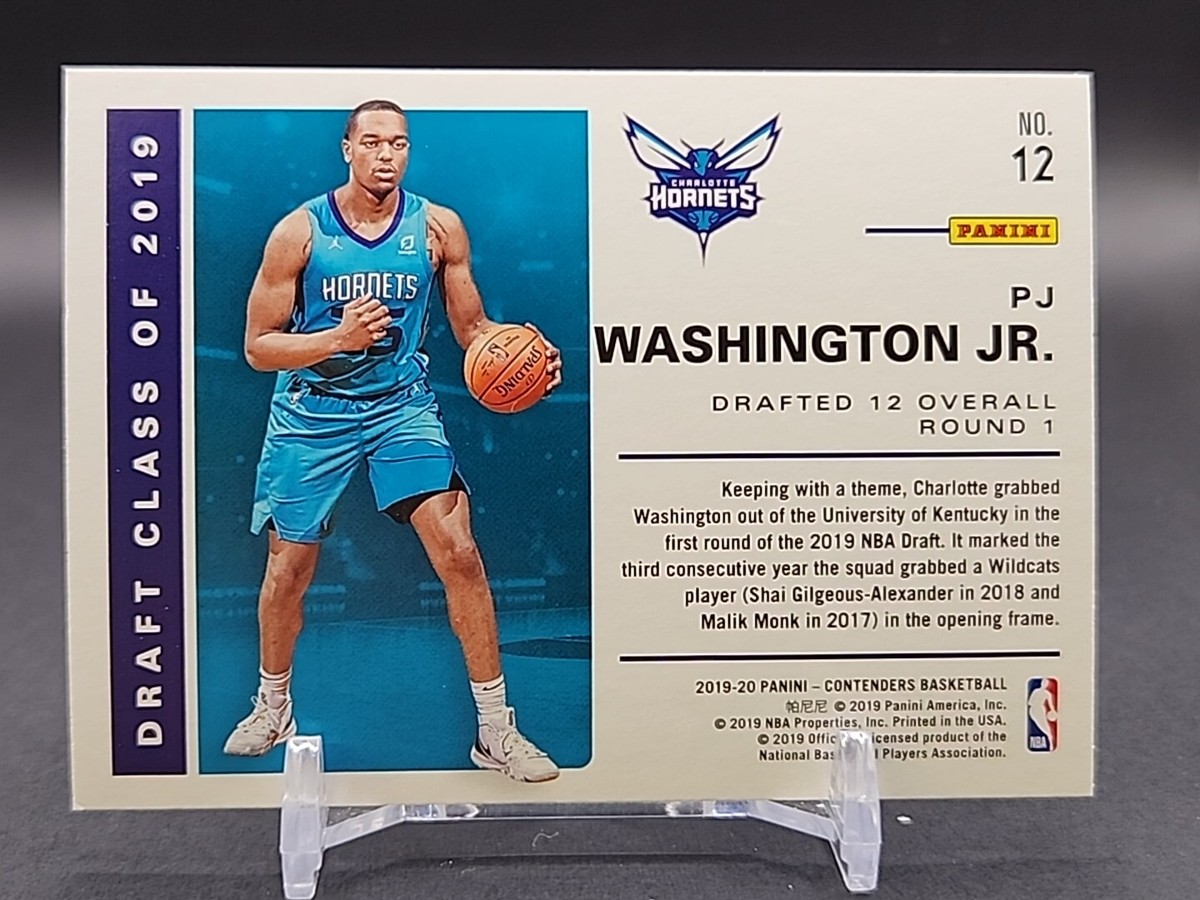 DRAFT CLASS OF 2019
HORNETS
SPALDING
CHARLOTTE
HORNETS
NO.
12
PANINI
PJ
WASHINGTON JR.
DRAFTED 12 OVERALL
ROUND 1
Keeping with a theme, Charlotte grabbed
Washington out of the University of Kentucky in the
first round of the 2019 NBA Draft. It marked the
third consecutive year the squad grabbed a Wildcats
player (Shai Gilgeous-Alexander in 2018 and
Malik Monk in 2017) in the opening frame.
2019-20 PANINI – CONTENDERS BASKETBALL
帕尼尼 © 2019 Panini America, Inc.
© 2019 NBA Properties, Inc. Printed in the USA.
© 2019 licensed product of the
National Players Association.
NBA